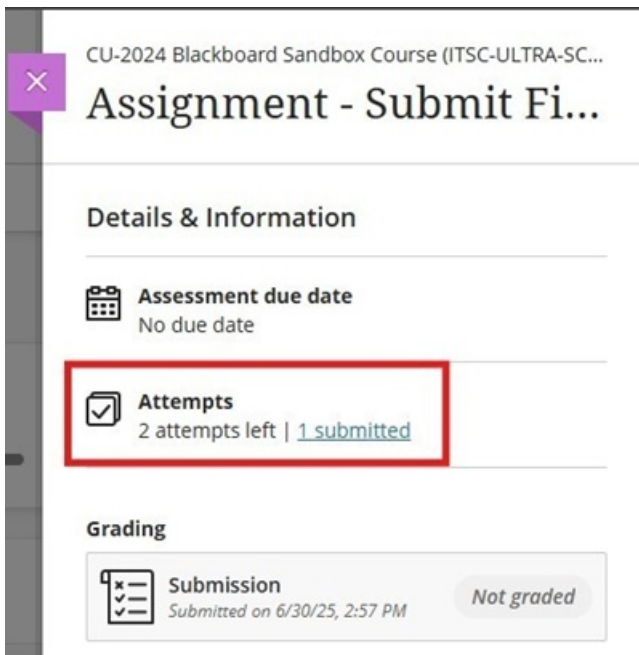 CU-2024 Blackboard Sandbox Course (ITSC-ULTRA-SC...
Assignment - Submit Fi...
Details & Information
Assessment due date
No due date
Attempts
2 attempts left | 1 submitted
Grading
Submission
Submitted on 6/30/25, 2:57 PM
Not graded